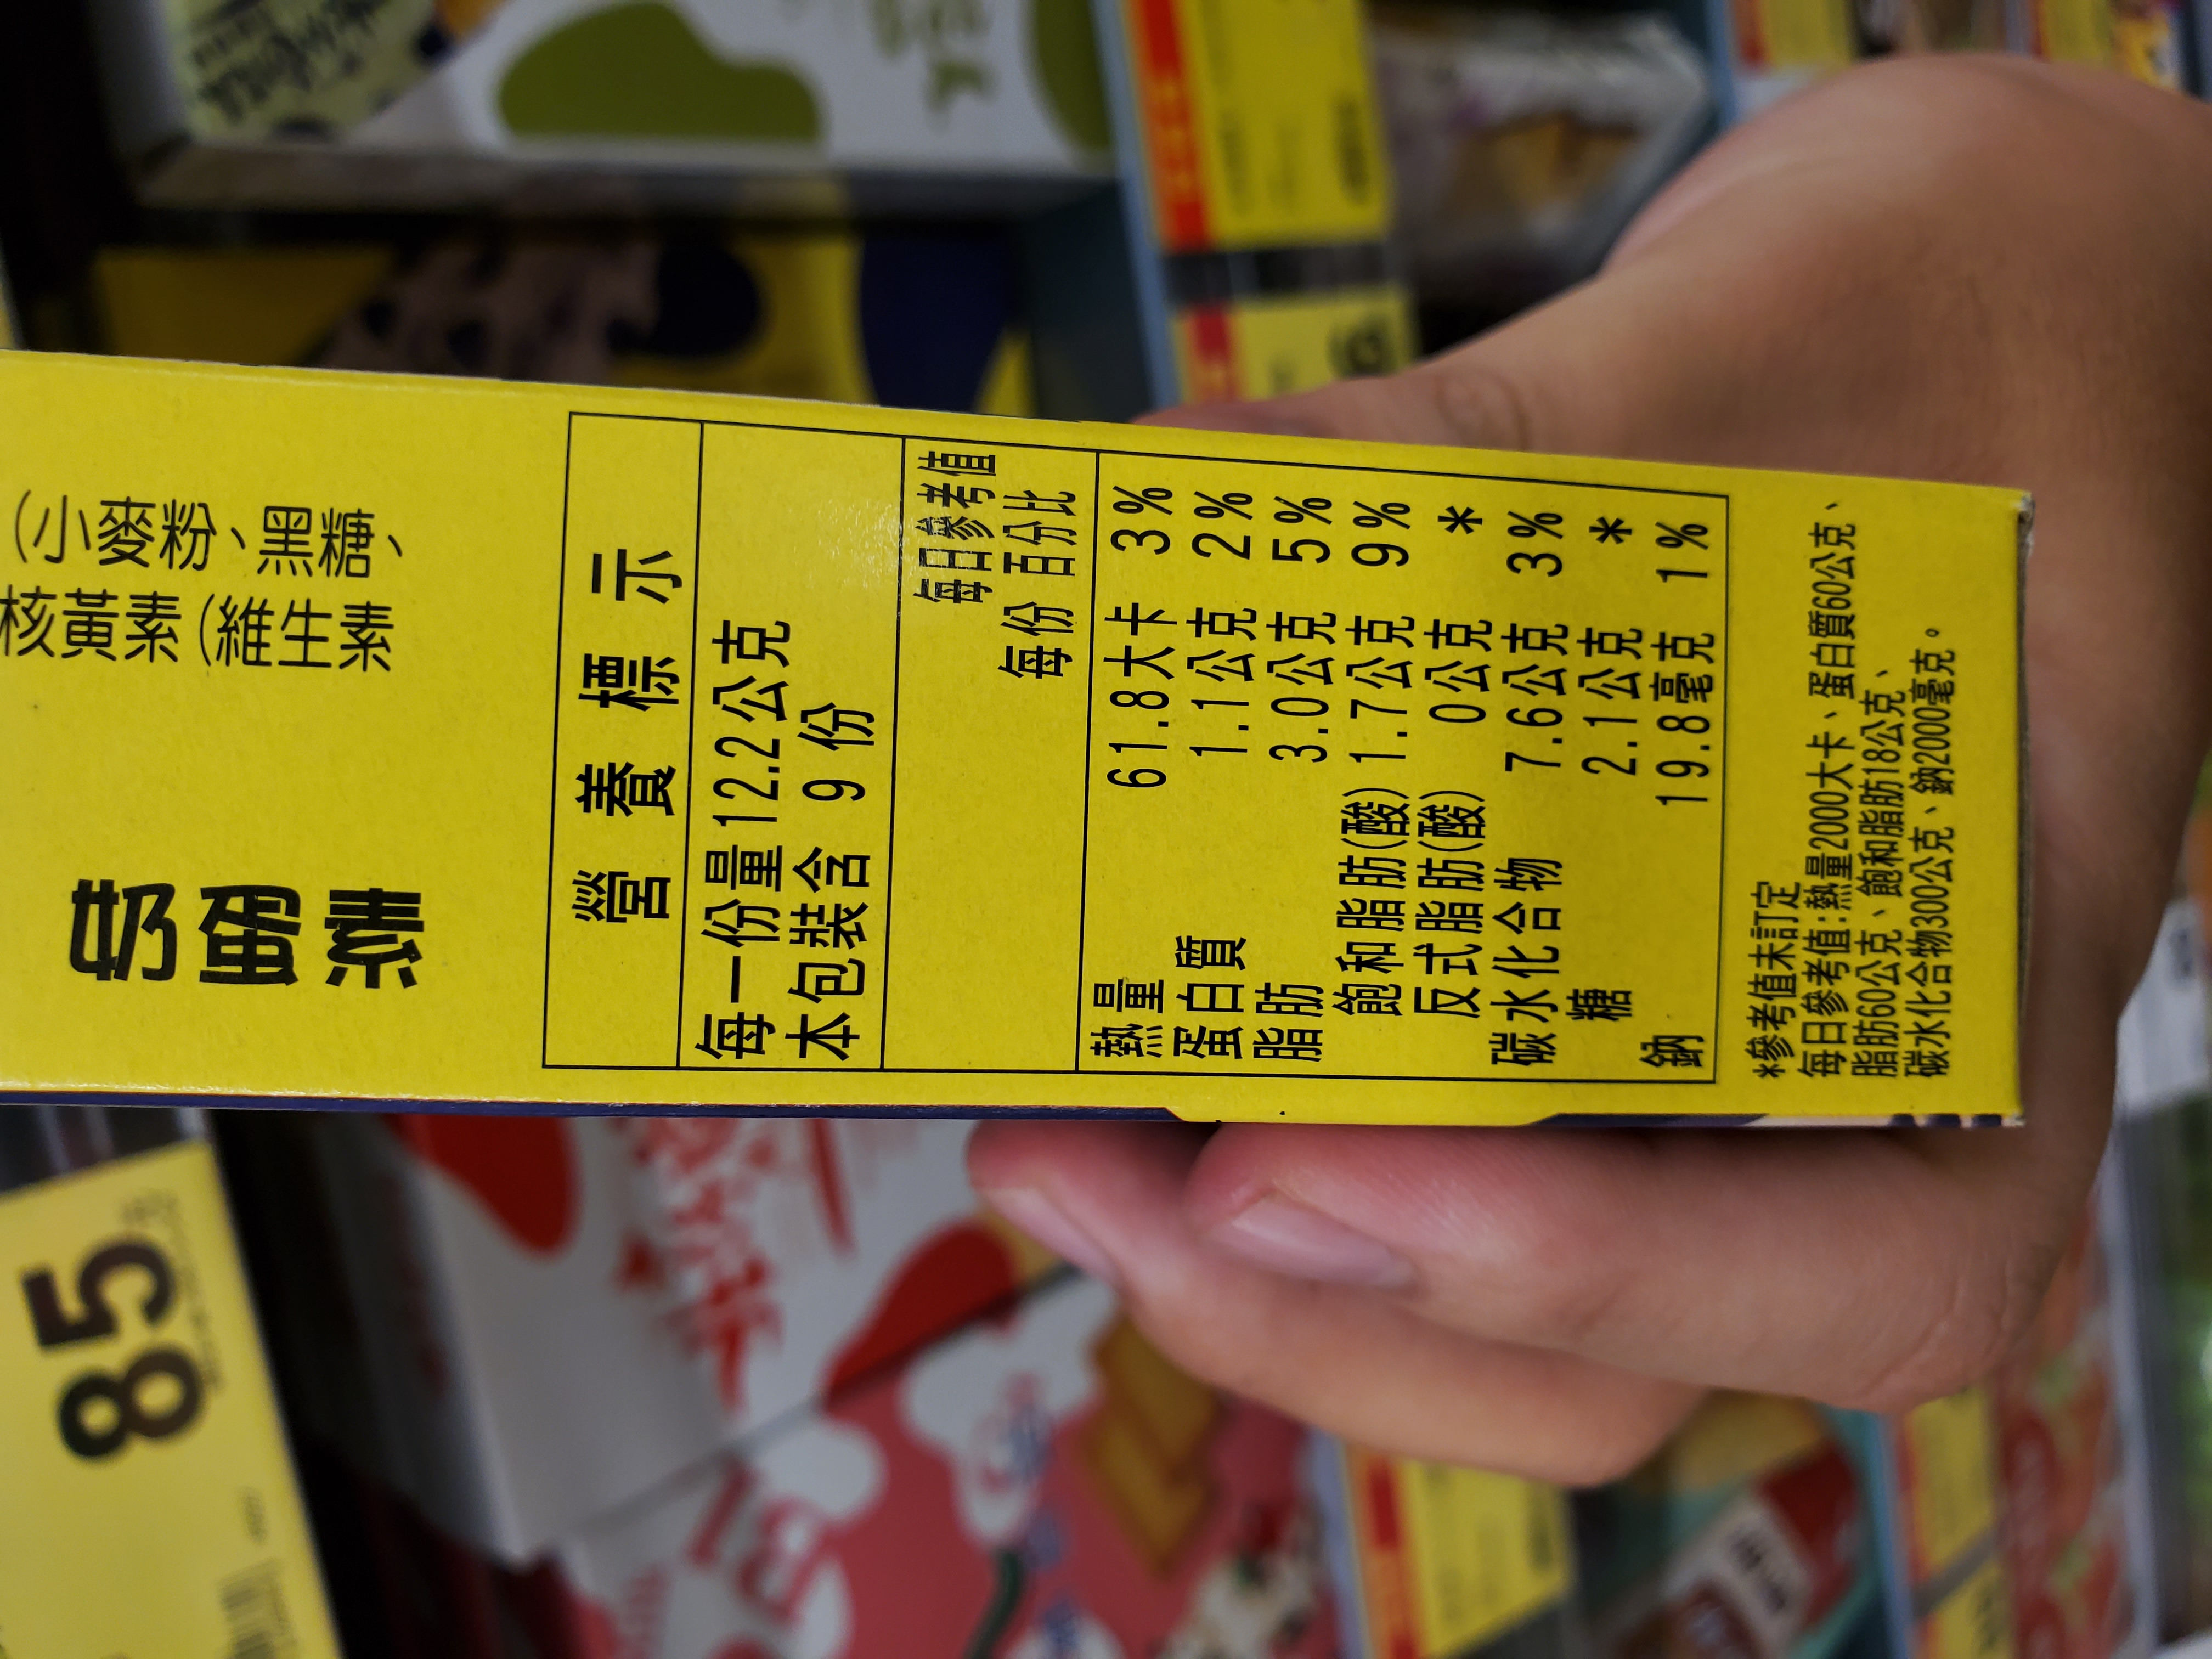 85
奶蛋素
(小麥粉、黑糖、
核黃素(維生素
營養標示
每一份量12.2公克
本包裝含 9 份
每日參考值
每份 百分比
熱量 61.8大卡 3%
蛋白質 1.1公克 2%
脂肪 3.0公克 5%
飽和脂肪(酸) 1.7公克 9%
反式脂肪(酸) 0公克 *
碳水化合物 7.6公克 3%
糖 2.1公克 *
鈉 19.8毫克 1%
*參考值未訂定
每日參考值:熱量2000大卡、蛋白質60公克、
脂肪60公克、飽和脂肪18公克、
碳水化合物300公克、鈉2000毫克。